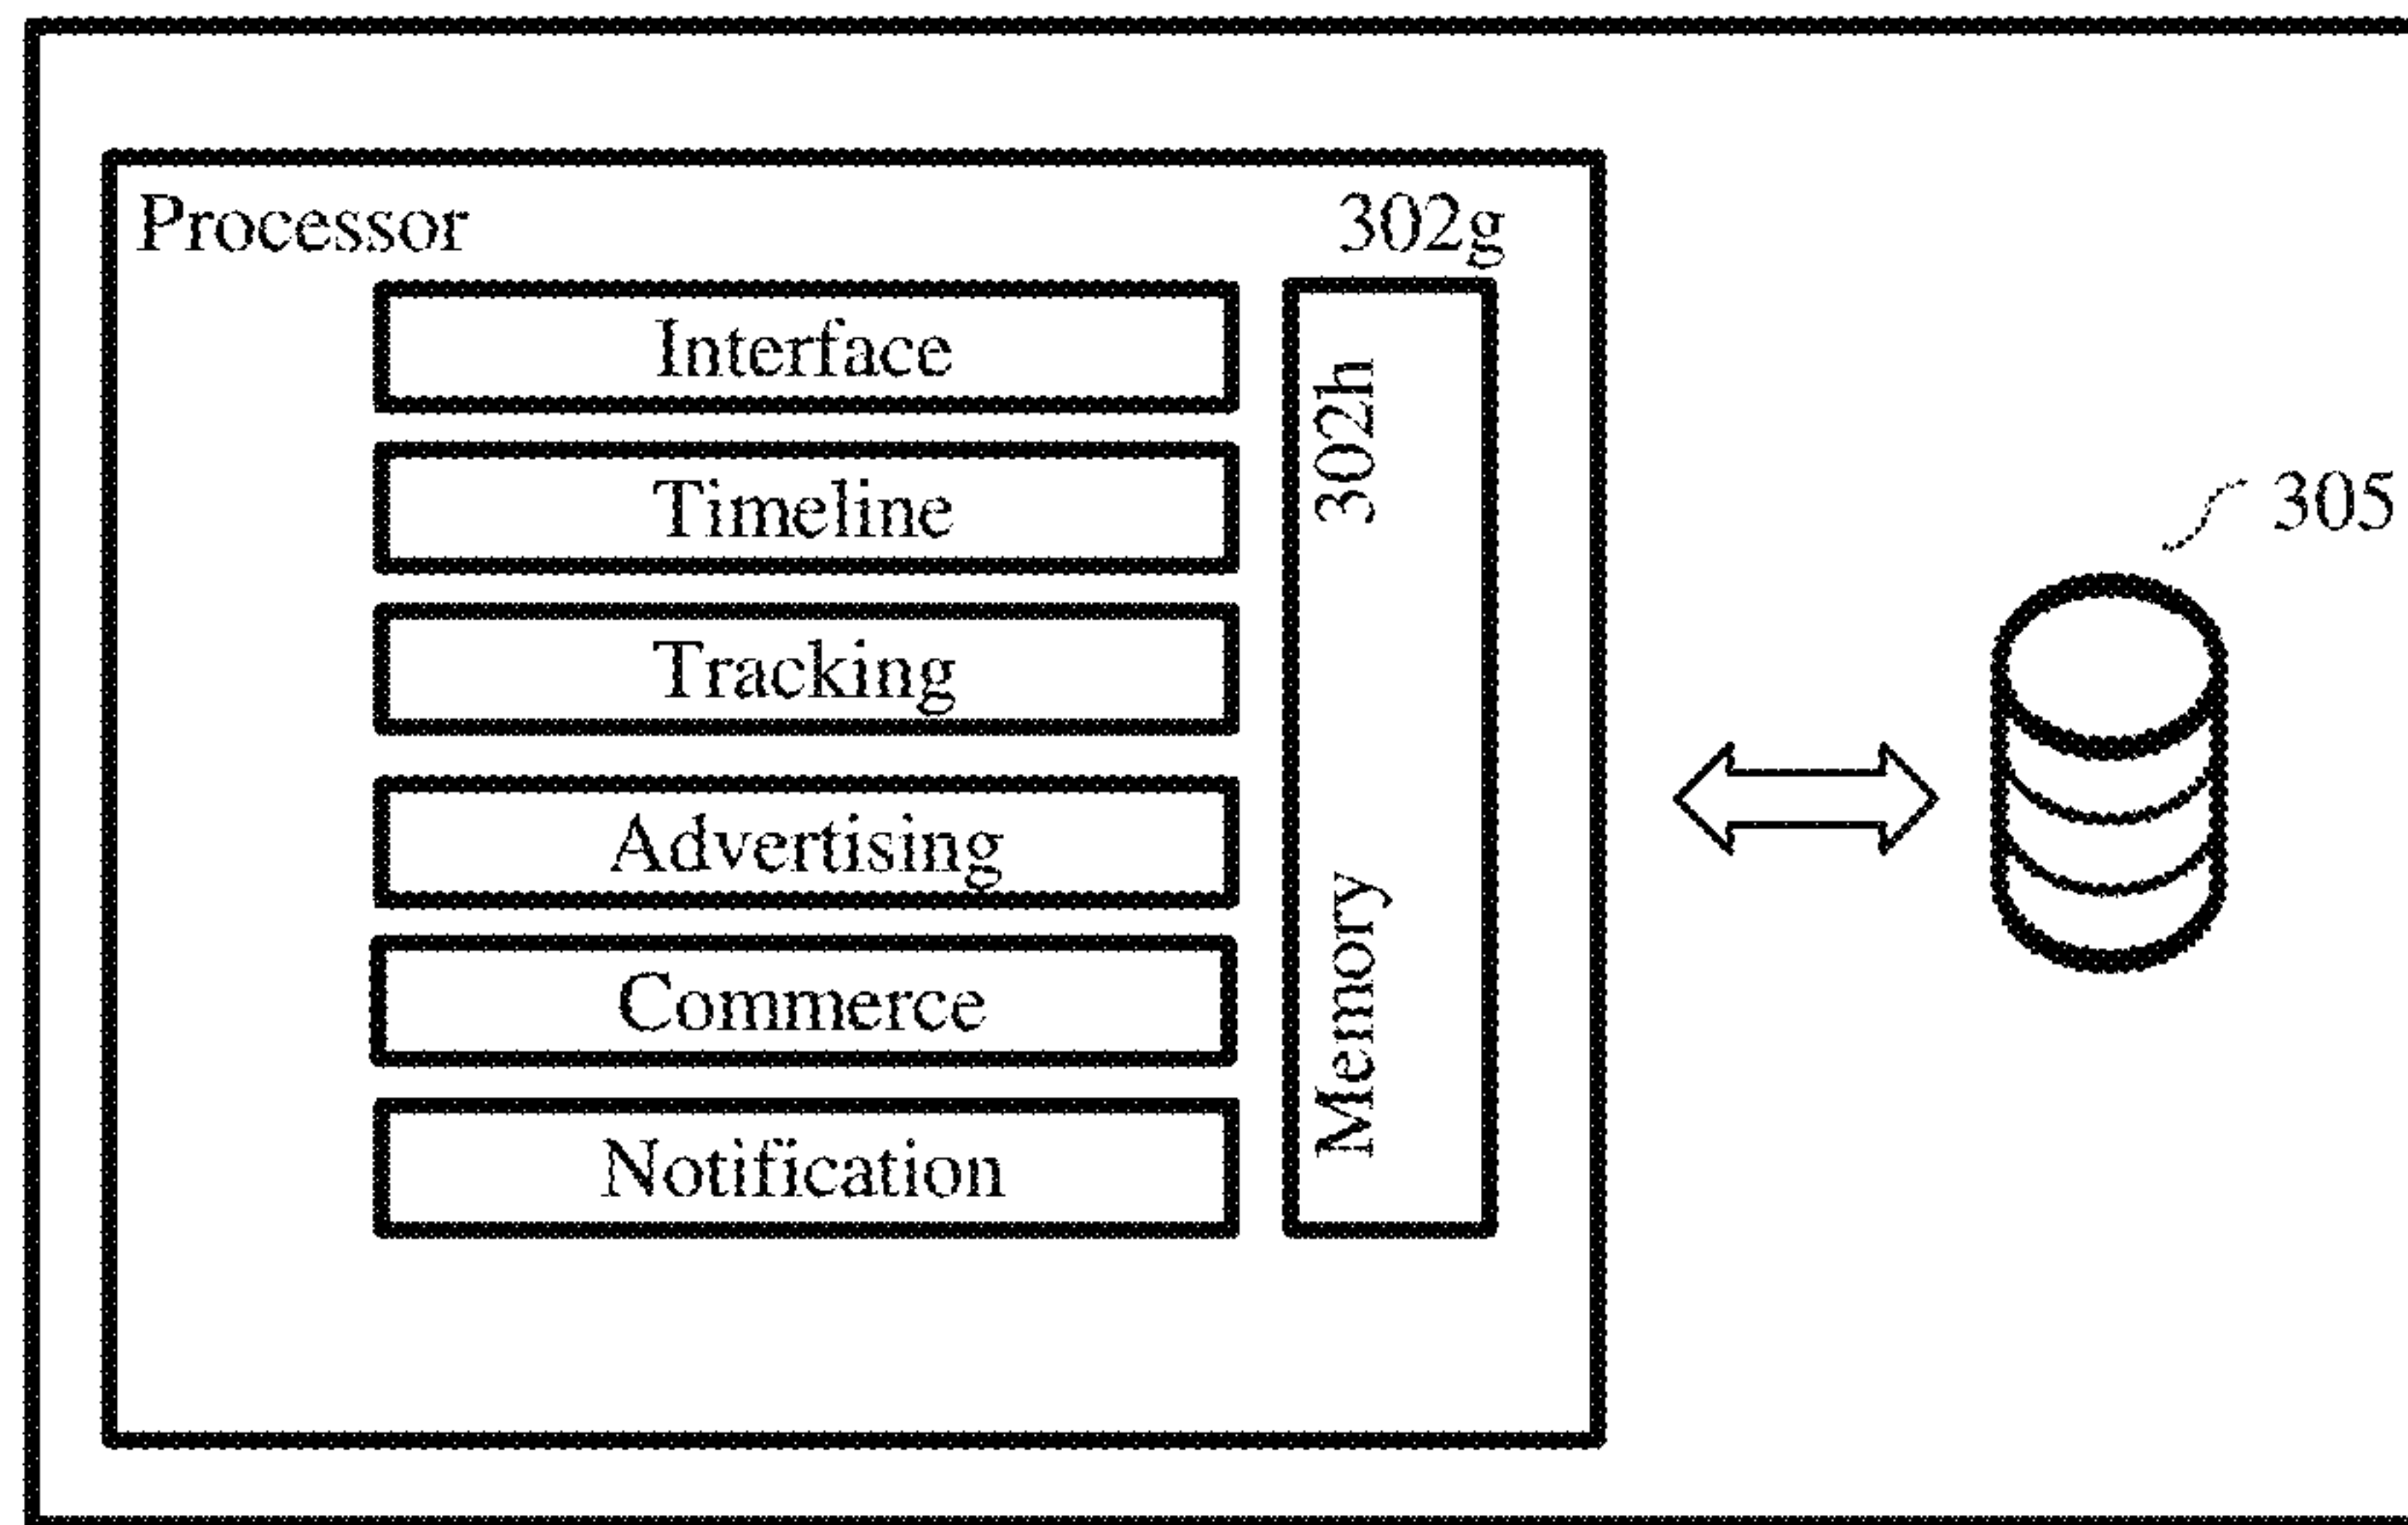 Processor 302g
Interface
Timeline
Tracking
Advertising
Commerce
Notification
Memory 302h
305